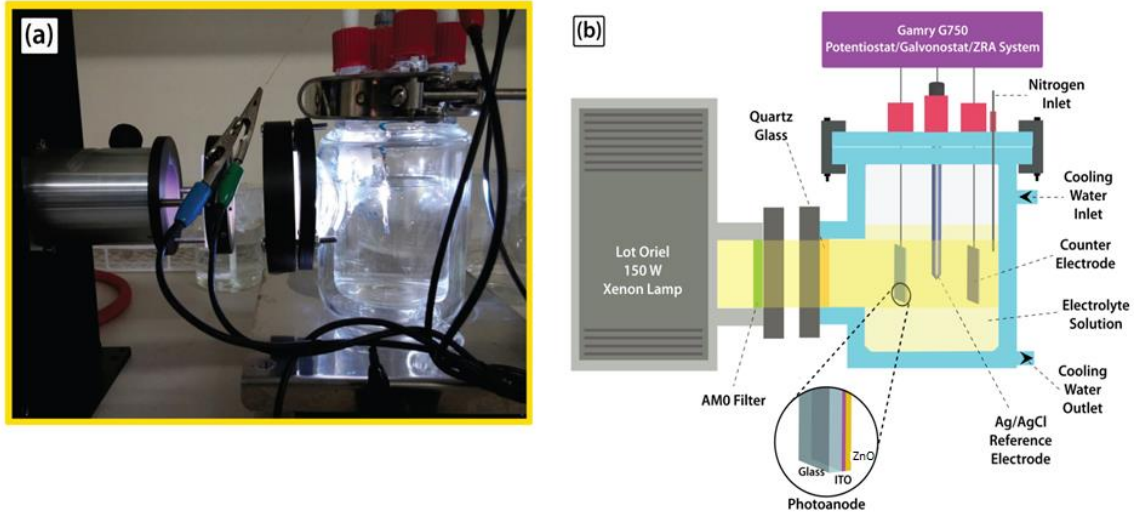 (a)
(b)
Gamry G750
Potentiostat/Galvonostat/ZRA System
Nitrogen
Inlet
Quartz
Glass
Cooling
Water
Inlet
Lot Oriel
150 W
Xenon Lamp
Counter
Electrode
Electrolyte
Solution
AM0 Filter
Cooling
Water
Outlet
Ag/AgCl
Reference
Electrode
ZnO
Glass
ITO
Photoanode